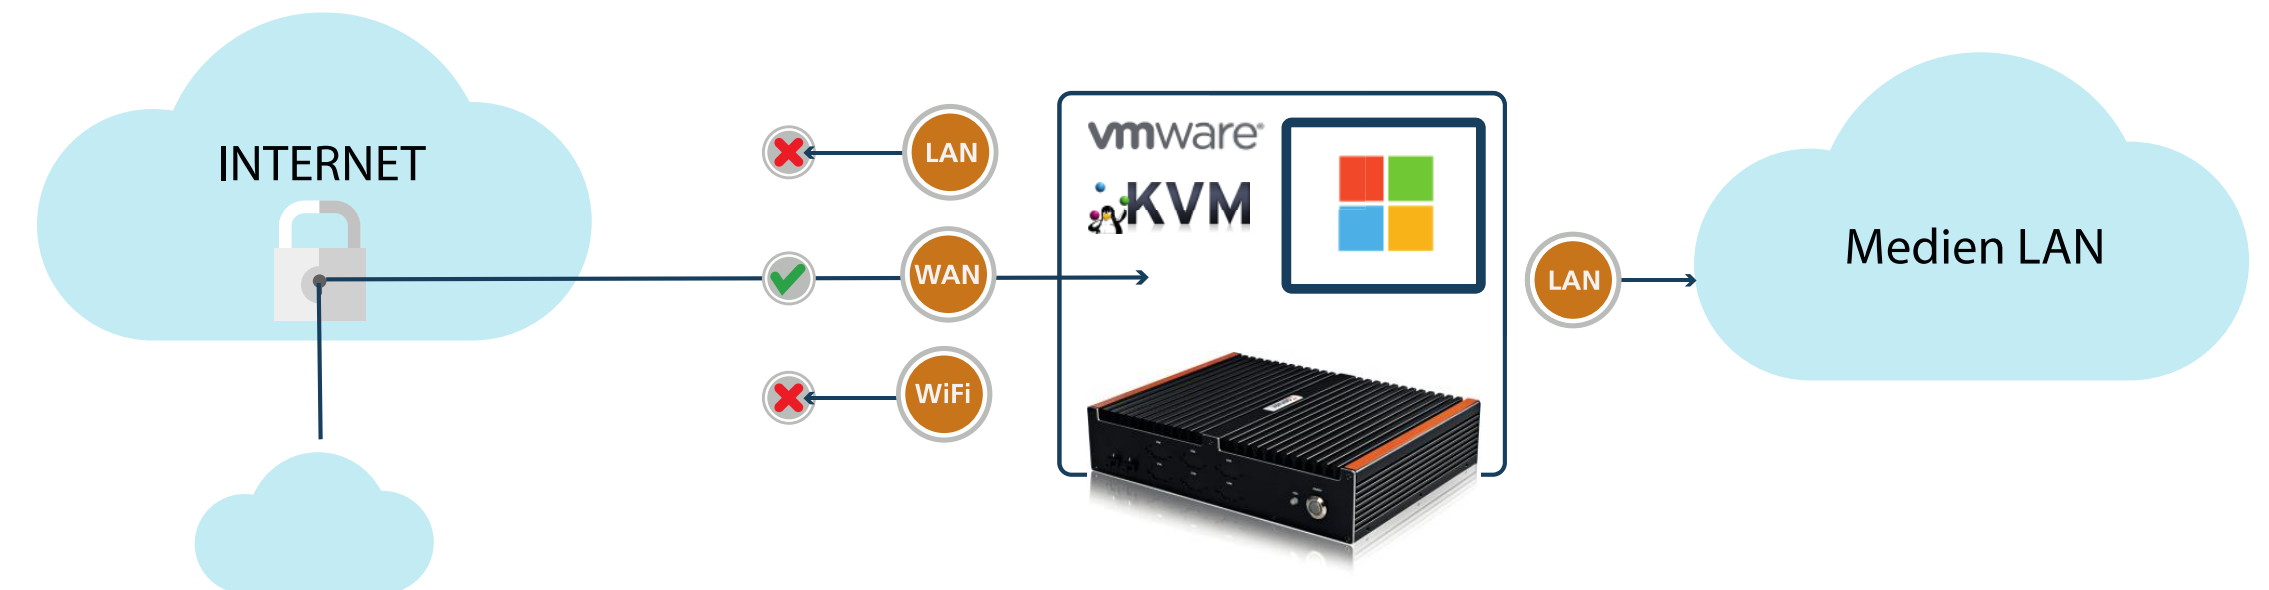 INTERNET
LAN
WAN
WiFi
vmware
KVM
LAN
Medien LAN